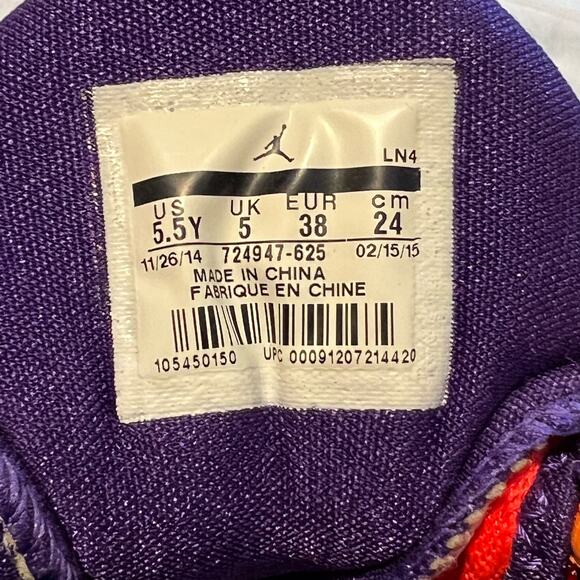 LN4
US UK EUR cm
5.5Y 5 38 24
11/26/14 724947-625 02/15/15
MADE IN CHINA
FABRIQUE EN CHINE
105450150 UPC 00091207214420